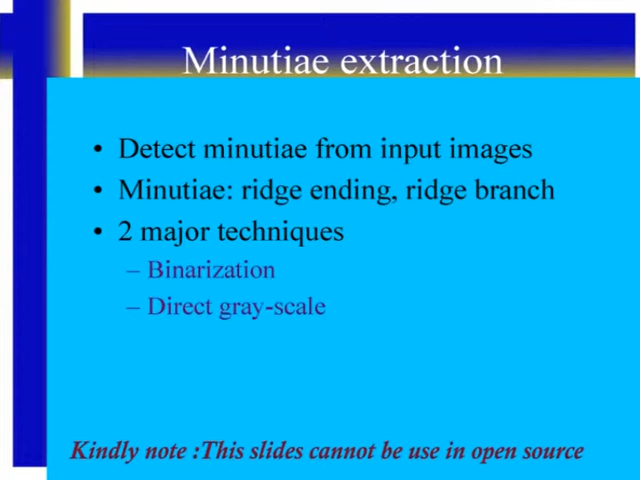 Minutiae extraction
• Detect minutiae from input images
• Minutiae: ridge ending, ridge branch
• 2 major techniques
– Binarization
– Direct gray-scale
Kindly note :This slides cannot be use in open source